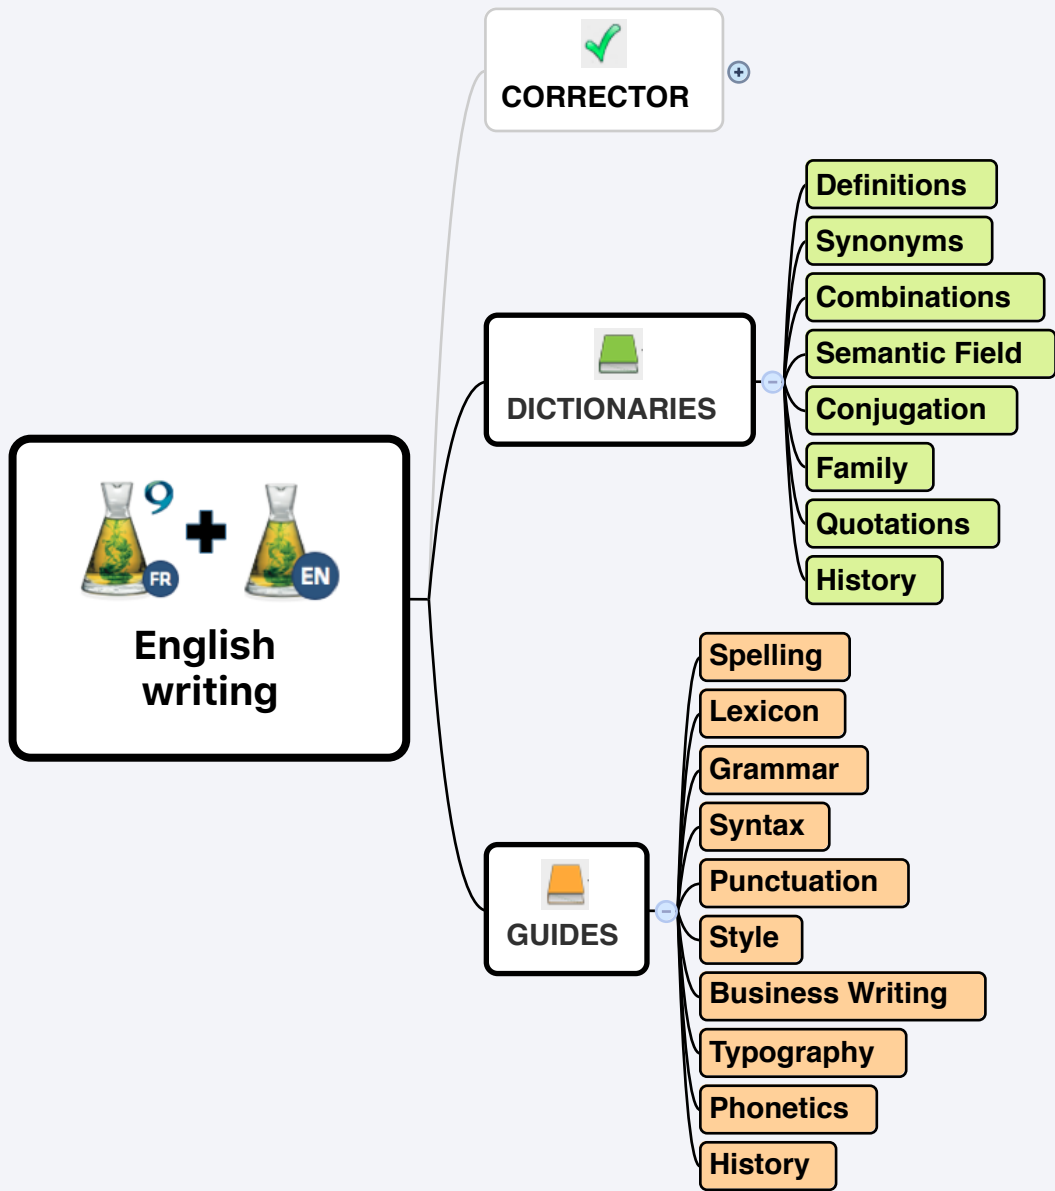 CORRECTOR
Definitions
Synonyms
Combinations
Semantic Field
DICTIONARIES
Conjugation
Family
Quotations
History
9
FR
EN
English
writing
Spelling
Lexicon
Grammar
Syntax
Punctuation
GUIDES
Style
Business Writing
Typography
Phonetics
History